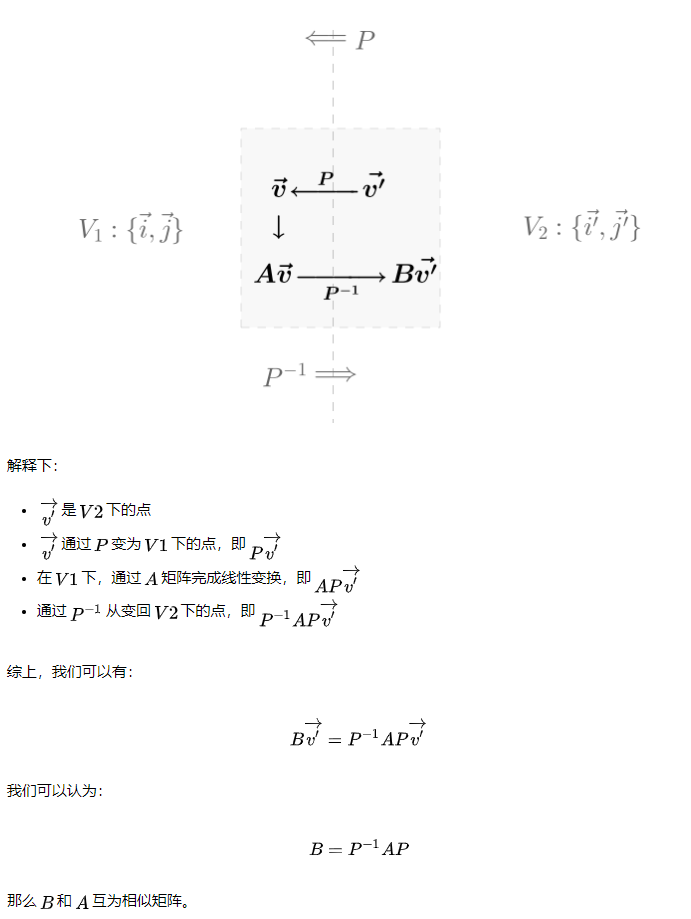 ⟸ P
v⃗ ←P− v⃗′
V₁ : {i⃗, j⃗}
↓
V₂ : {i⃗′, j⃗′}
Av⃗ −P⁻¹→ Bv⃗′
P⁻¹ ⟹
解释下：
• v⃗′ 是 V2 下的点
• v⃗′ 通过 P 变为 V1 下的点，即 Pv⃗′
• 在 V1 下，通过 A 矩阵完成线性变换，即 APv⃗′
• 通过 P⁻¹ 从变回 V2 下的点，即 P⁻¹APv⃗′
综上，我们可以有：
Bv⃗′ = P⁻¹APv⃗′
我们可以认为：
B = P⁻¹AP
那么 B 和 A 互为相似矩阵。